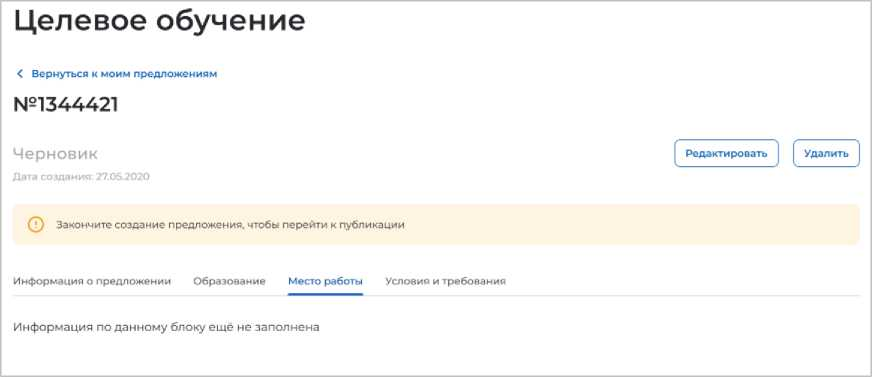 Целевое обучение
Вернуться к моим предложениям
№1344421
Черновик
Редактировать
Удалить
Дата создания: 27.05.2020
Закончите создание предложения, чтобы перейти к публикации
Информация о предложении Образование Место работы Условия и требования
Информация по данному блоку ещё не заполнена